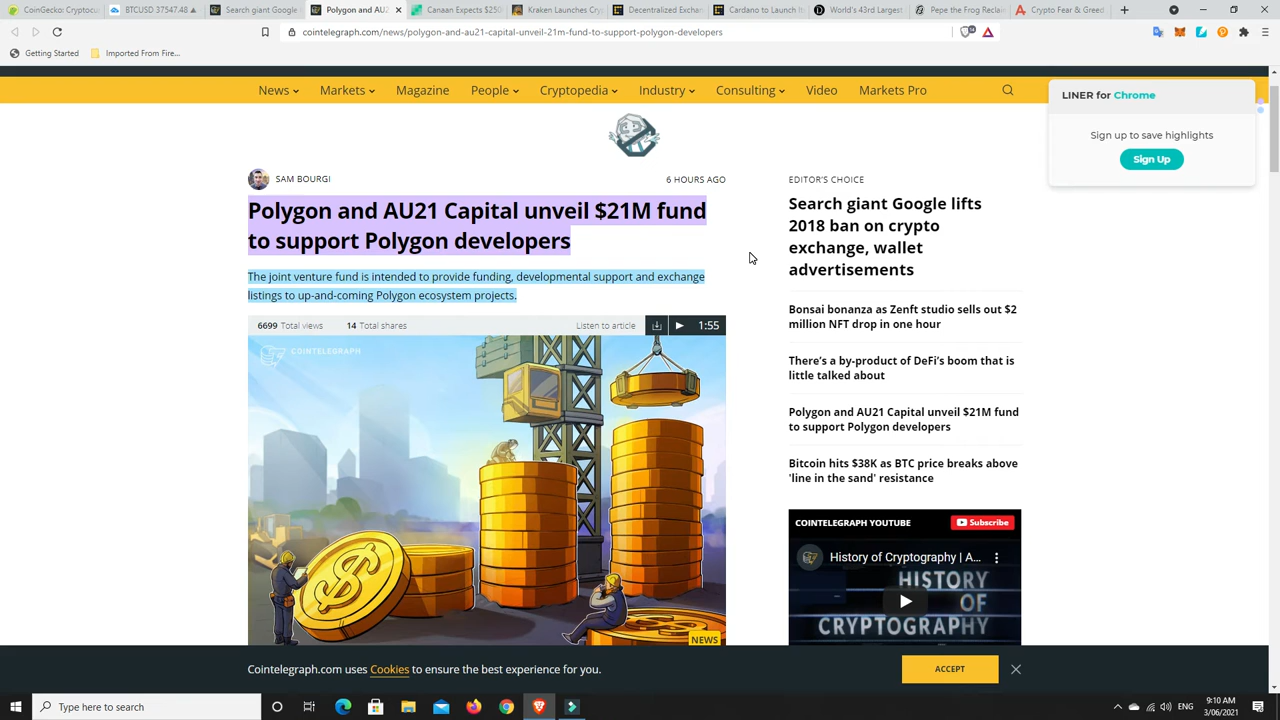 CoinGecko: Cryptocu
BTCUSD 37547.48 ▲
Search giant Google
Polygon and AU2
Canaan Expects $250
Kraken Launches Cry
Decentralized Exchan
Cardano to Launch It
World's 43rd Largest
Pepe the Frog Reclai
Crypto Fear & Greed
cointelegraph.com/news/polygon-and-au21-capital-unveil-21m-fund-to-support-polygon-developers
Getting Started
Imported From Fire...
News
Markets
Magazine
People
Cryptopedia
Industry
Consulting
Video
Markets Pro
LINER for Chrome
Sign up to save highlights
Sign Up
SAM BOURGI
6 HOURS AGO
Polygon and AU21 Capital unveil $21M fund
to support Polygon developers
The joint venture fund is intended to provide funding, developmental support and exchange
listings to up-and-coming Polygon ecosystem projects.
6699 Total views
14 Total shares
Listen to article
1:55
COINTELEGRAPH
NEWS
EDITOR'S CHOICE
Search giant Google lifts
2018 ban on crypto
exchange, wallet
advertisements
Bonsai bonanza as Zenft studio sells out $2
million NFT drop in one hour
There's a by-product of DeFi's boom that is
little talked about
Polygon and AU21 Capital unveil $21M fund
to support Polygon developers
Bitcoin hits $38K as BTC price breaks above
'line in the sand' resistance
COINTELEGRAPH YOUTUBE
Subscribe
History of Cryptography | A...
HISTORY
OF
CRYPTOGRAPHY
Cointelegraph.com uses Cookies to ensure the best experience for you.
ACCEPT
Type here to search
ENG
9:10 AM
3/06/2021